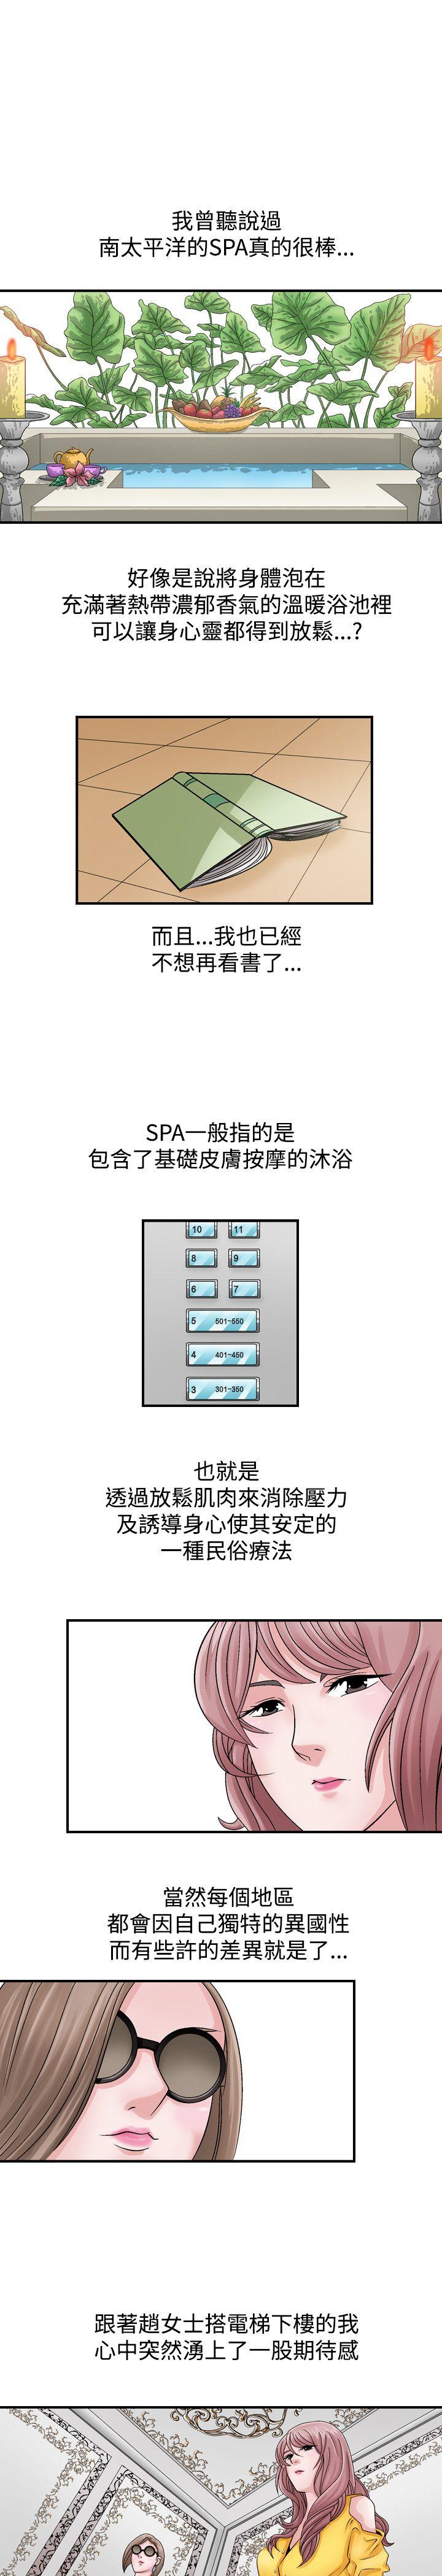 我曾聽說過
南太平洋的SPA真的很棒...
好像是說將身體泡在
充滿著熱帶濃郁香氣的溫暖浴池裡
可以讓身心靈都得到放鬆...?
而且...我也已經
不想再看書了...
SPA一般指的是
包含了基礎皮膚按摩的沐浴
10 11
8 9
6 7
5 501~550
4 401~450
3 301~350
也就是
透過放鬆肌肉來消除壓力
及誘導身心使其安定的
一種民俗療法
當然每個地區
都會因自己獨特的異國性
而有些許的差異就是了...
跟著趙女士搭電梯下樓的我
心中突然湧上了一股期待感